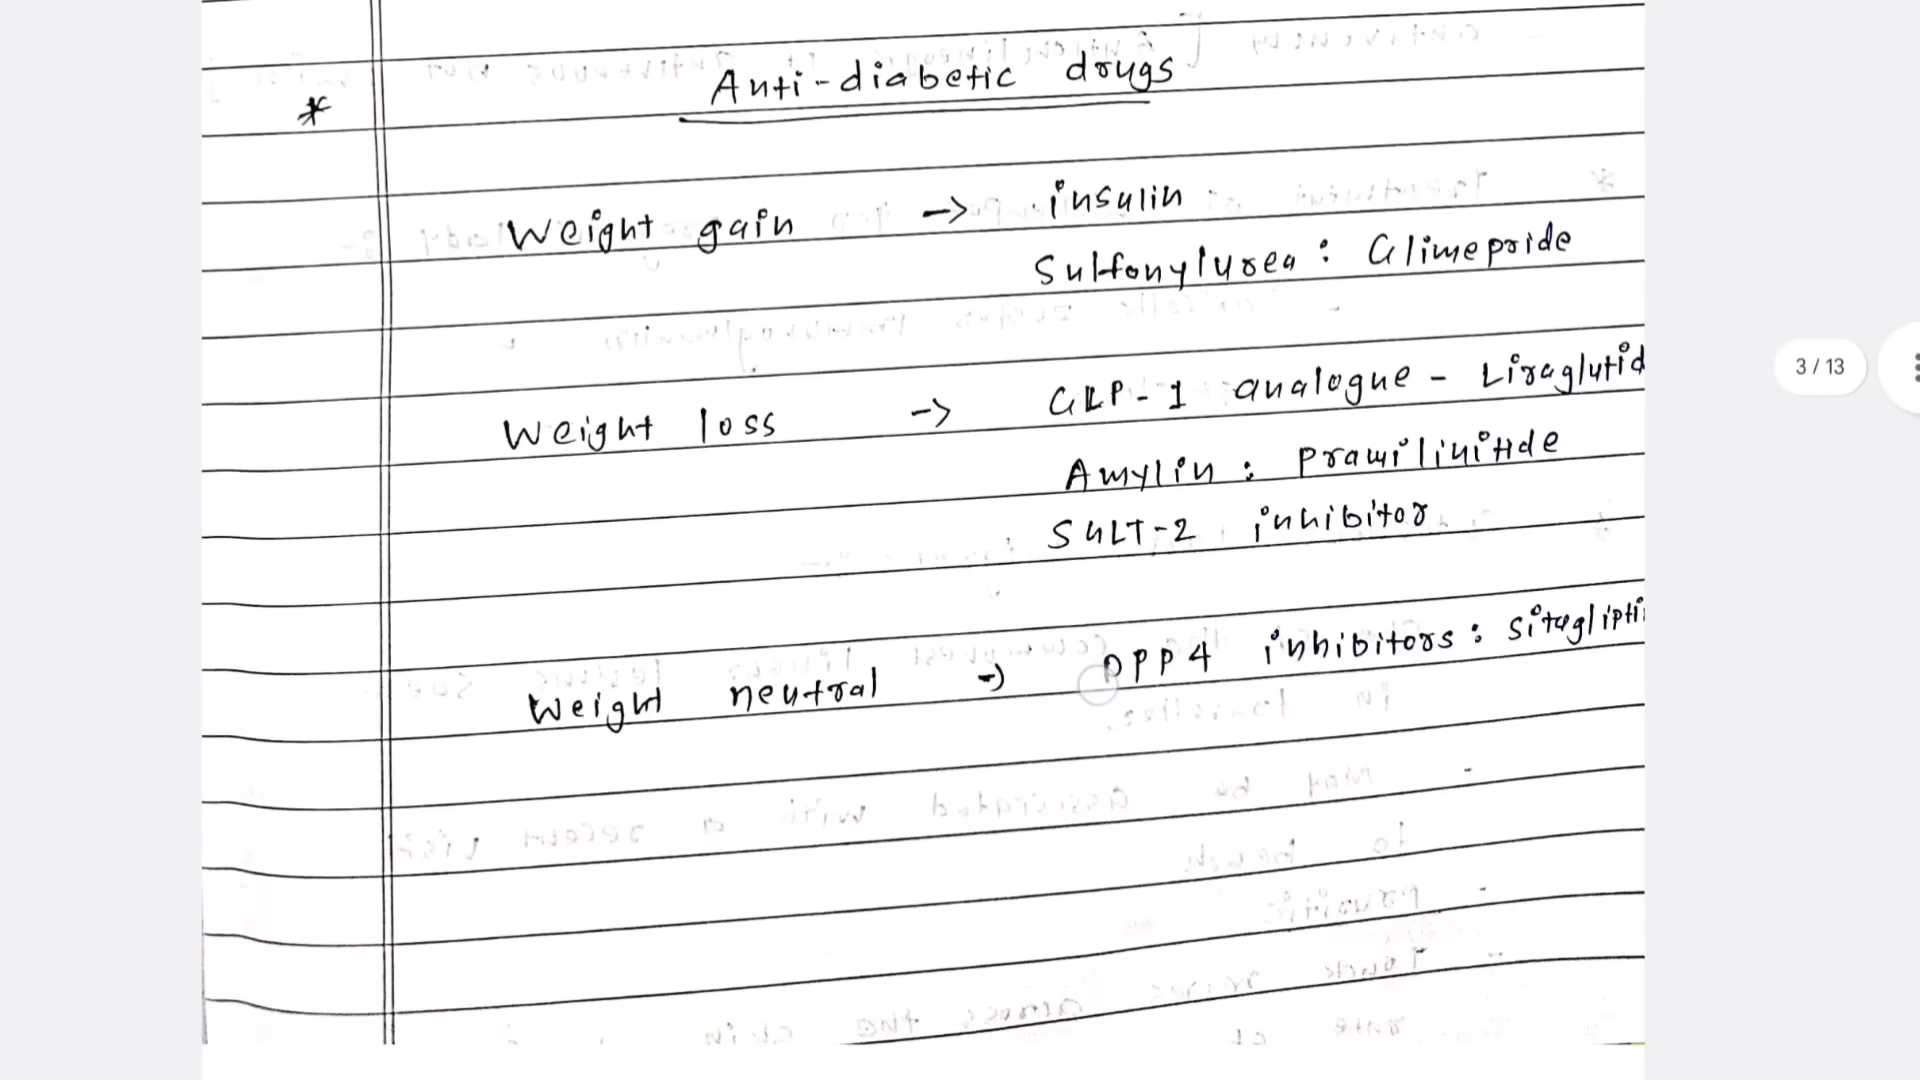 * Anti-diabetic drugs
Weight gain -> insulin
Sulfonylurea : Glimepride
Weight loss -> GLP-1 analogue - Liraglutid
Amylin : Pramilinitide
SGLT-2 inhibitor
Weight neutral -> DPP4 inhibitors : sitaglipti
3 / 13